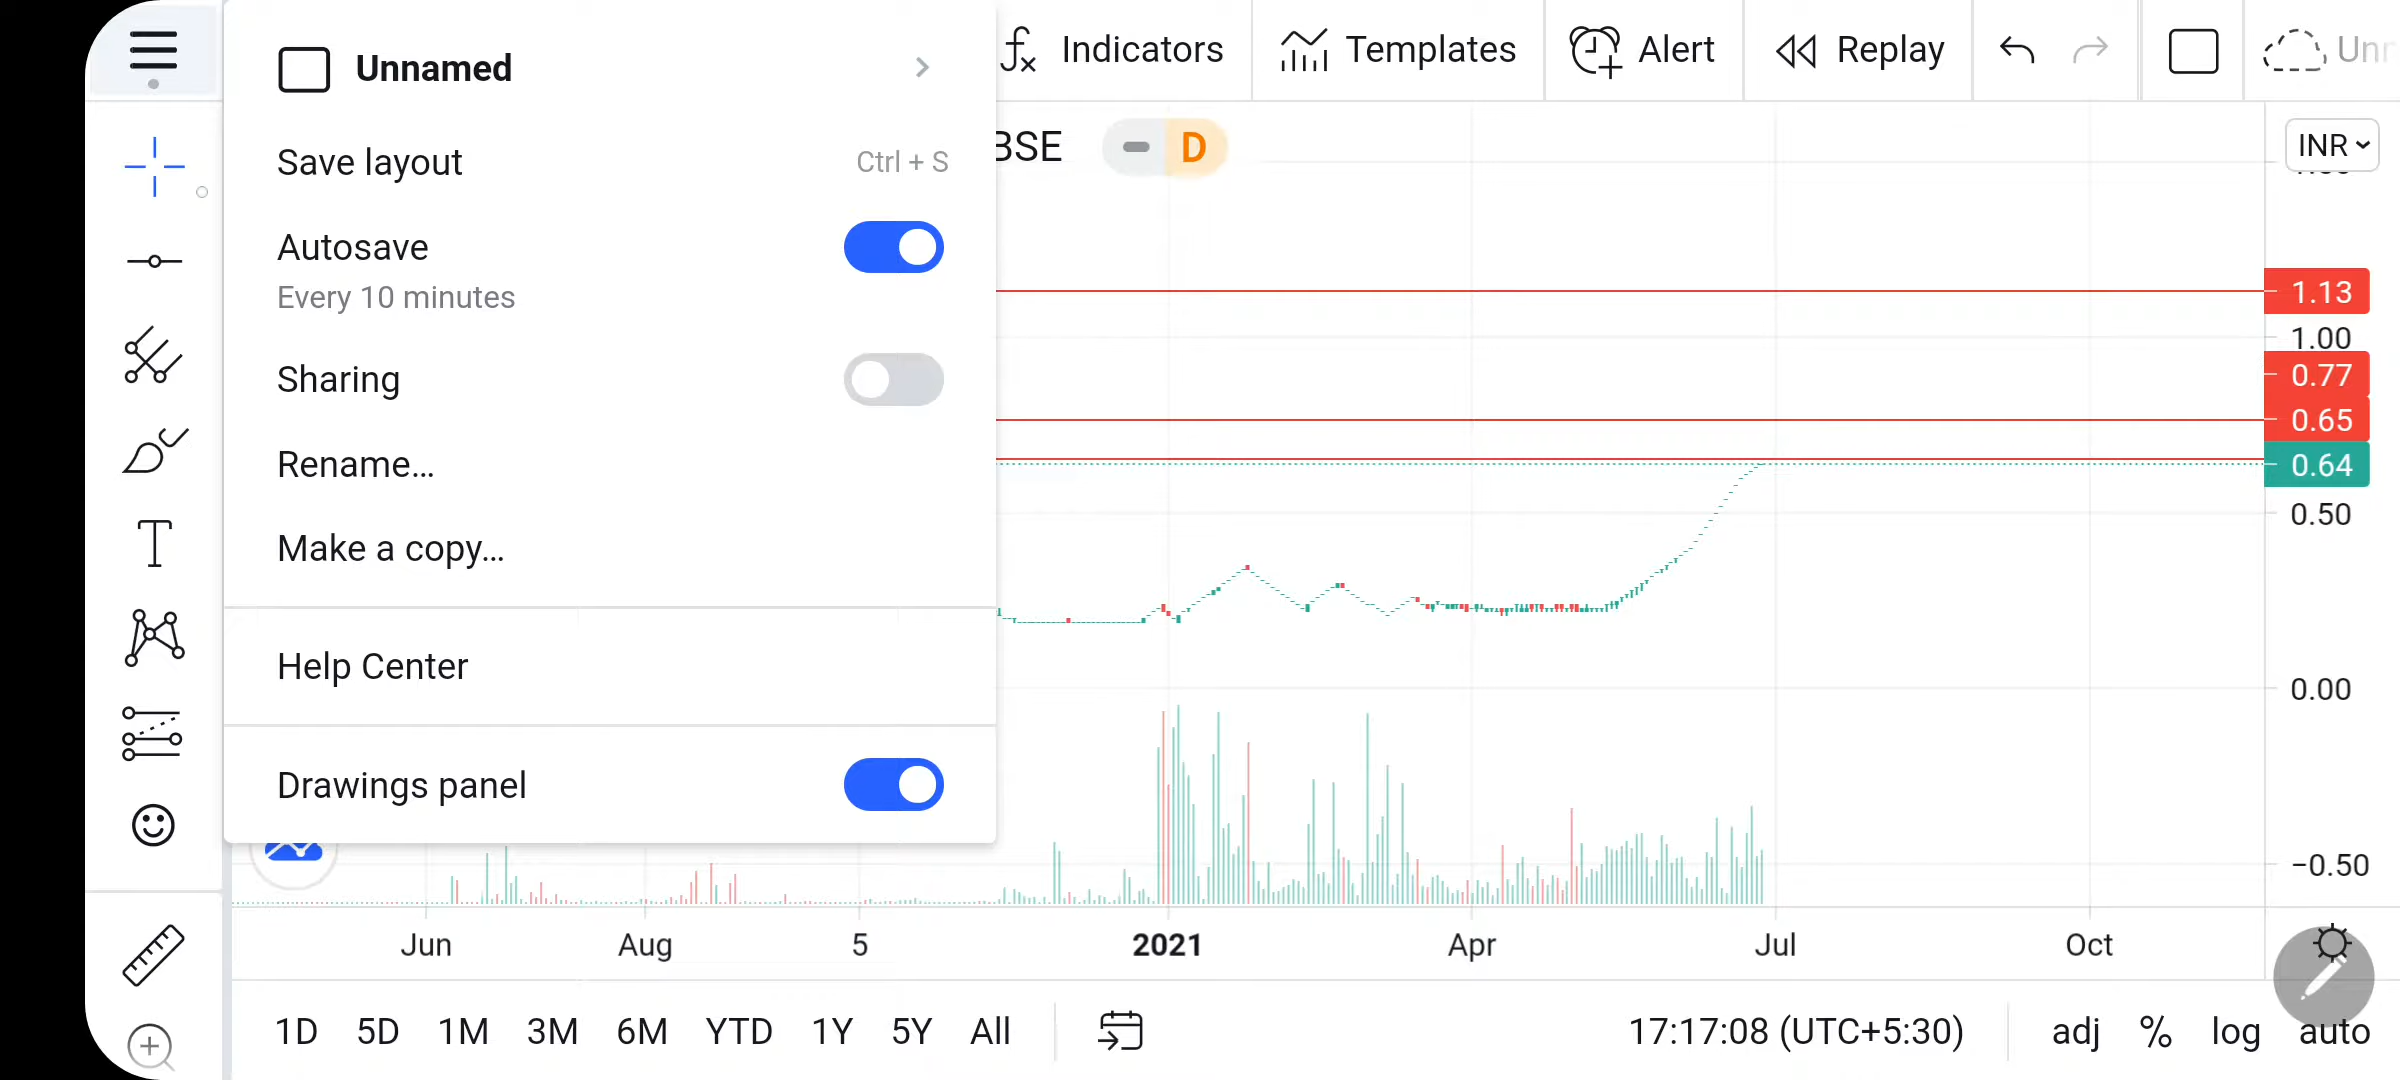 Unnamed
Indicators
Templates
Alert
Replay
Save layout
Ctrl + S
BSE
D
INR
Autosave
Every 10 minutes
Sharing
Rename...
Make a copy...
Help Center
Drawings panel
1.13
1.00
0.77
0.65
0.64
0.50
0.00
−0.50
Jun
Aug
5
2021
Apr
Jul
Oct
1D 5D 1M 3M 6M YTD 1Y 5Y All
17:17:08 (UTC+5:30)
adj % log auto